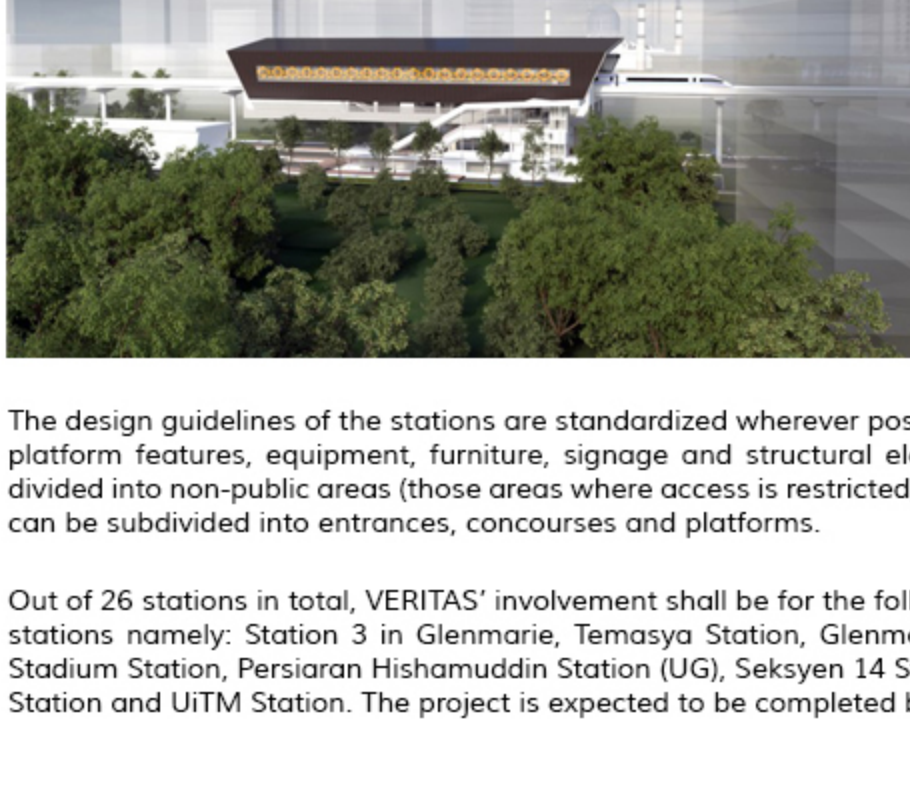 The design guidelines of the stations are standardized wherever pos
platform features, equipment, furniture, signage and structural el
divided into non-public areas (those areas where access is restricted
can be subdivided into entrances, concourses and platforms.
Out of 26 stations in total, VERITAS’ involvement shall be for the foll
stations namely: Station 3 in Glenmarie, Temasya Station, Glenm
Stadium Station, Persiaran Hishamuddin Station (UG), Seksyen 14 S
Station and UiTM Station. The project is expected to be completed b